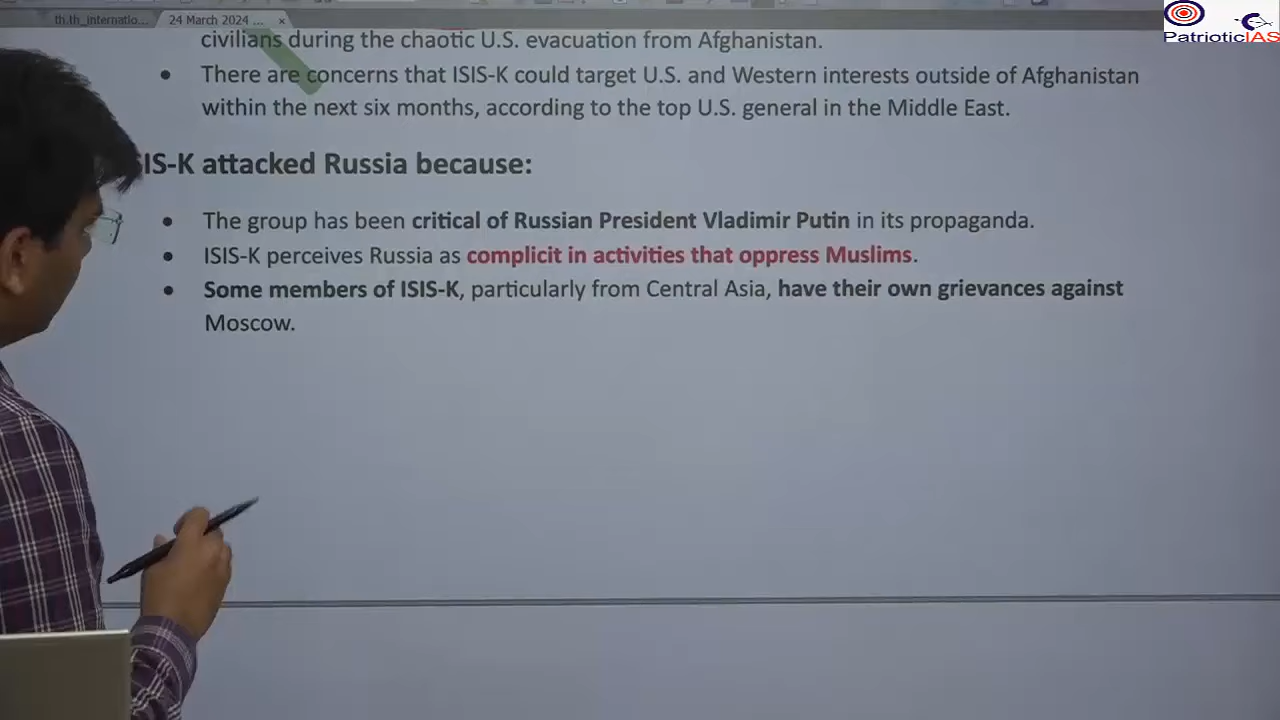 th.th_internatio...
24 March 2024 ...
×
PatrioticIAS
civilians during the chaotic U.S. evacuation from Afghanistan.
• There are concerns that ISIS-K could target U.S. and Western interests outside of Afghanistan
within the next six months, according to the top U.S. general in the Middle East.
SIS-K attacked Russia because:
• The group has been critical of Russian President Vladimir Putin in its propaganda.
• ISIS-K perceives Russia as complicit in activities that oppress Muslims.
• Some members of ISIS-K, particularly from Central Asia, have their own grievances against
Moscow.